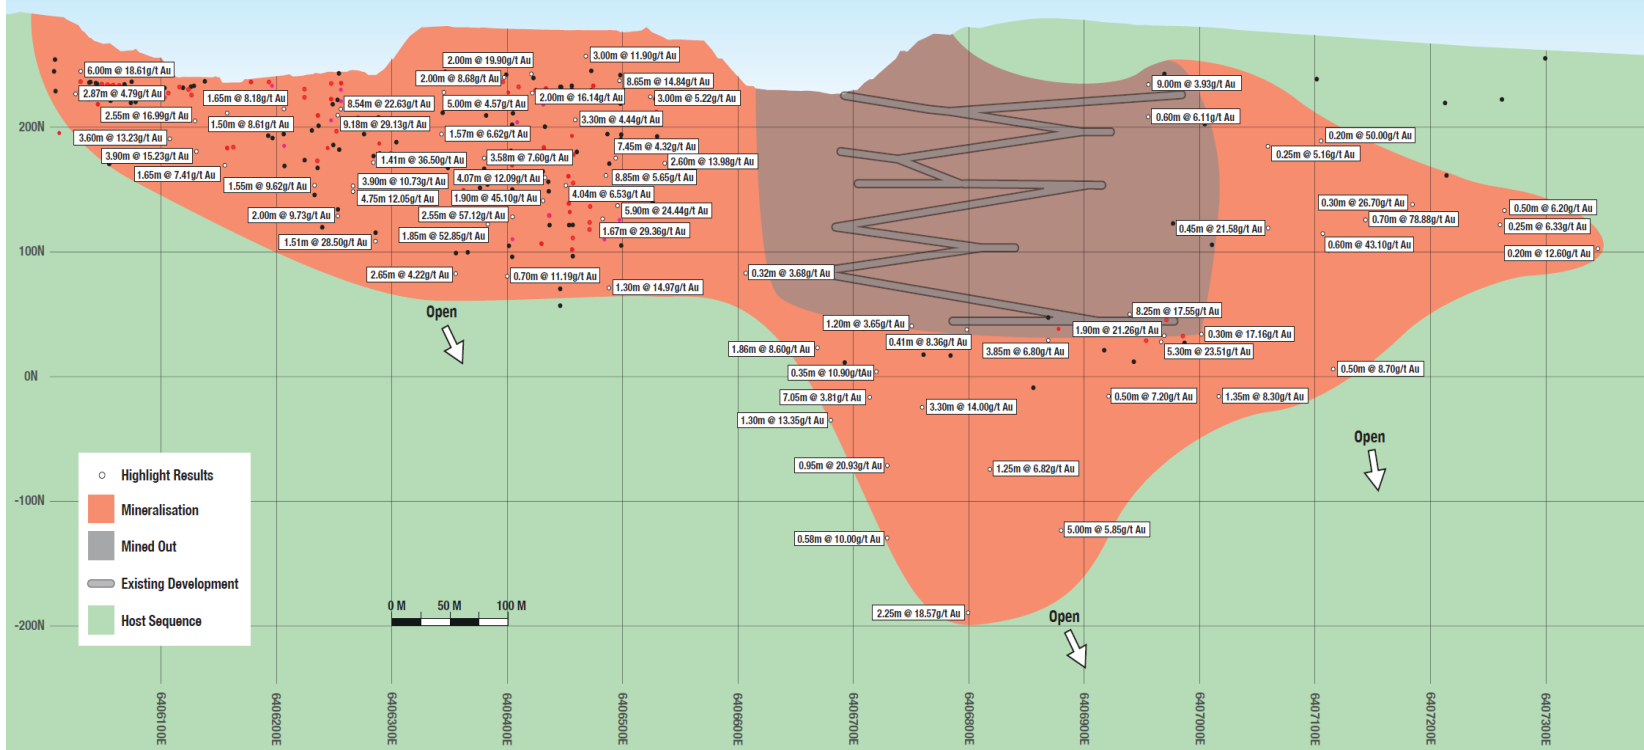 3.00m @ 11.90g/t Au
2.00m @ 19.90g/t Au
6.00m @ 18.61g/t Au
2.00m @ 8.68g/t Au
8.65m @ 14.84g/t Au
9.00m @ 3.93g/t Au
2.87m @ 4.79g/t Au
1.65m @ 8.18g/t Au
8.54m @ 22.63g/t Au
5.00m @ 4.57g/t Au
2.00m @ 16.14g/t Au
3.00m @ 5.22g/t Au
2.55m @ 16.99g/t Au
3.30m @ 4.44g/t Au
0.60m @ 6.11g/t Au
200N
1.50m @ 8.61g/t Au
9.18m @ 29.13g/t Au
1.57m @ 6.62g/t Au
0.20m @ 50.00g/t Au
3.60m @ 13.23g/t Au
7.45m @ 4.32g/t Au
0.25m @ 5.16g/t Au
3.90m @ 15.23g/t Au
1.41m @ 36.50g/t Au
3.58m @ 7.60g/t Au
2.60m @ 13.98g/t Au
1.65m @ 7.41g/t Au
4.07m @ 12.09g/t Au
8.85m @ 5.65g/t Au
1.55m @ 9.62g/t Au
3.90m @ 10.73g/t Au
4.75m 12.05g/t Au
1.90m @ 45.10g/t Au
4.04m @ 6.53g/t Au
0.30m @ 26.70g/t Au
0.50m @ 6.20g/t Au
2.00m @ 9.73g/t Au
2.55m @ 57.12g/t Au
5.90m @ 24.44g/t Au
0.70m @ 78.88g/t Au
0.25m @ 6.33g/t Au
1.85m @ 52.85g/t Au
1.67m @ 29.36g/t Au
0.45m @ 21.58g/t Au
1.51m @ 28.50g/t Au
0.60m @ 43.10g/t Au
100N
0.20m @ 12.60g/t Au
2.65m @ 4.22g/t Au
0.70m @ 11.19g/t Au
0.32m @ 3.68g/t Au
1.30m @ 14.97g/t Au
Open
8.25m @ 17.55g/t Au
1.20m @ 3.65g/t Au
1.90m @ 21.26g/t Au
0.30m @ 17.16g/t Au
0.41m @ 8.36g/t Au
1.86m @ 8.60g/t Au
3.85m @ 6.80g/t Au
5.30m @ 23.51g/t Au
0N
0.35m @ 10.90g/tAu
0.50m @ 8.70g/t Au
7.05m @ 3.81g/t Au
0.50m @ 7.20g/t Au
1.35m @ 8.30g/t Au
3.30m @ 14.00g/t Au
1.30m @ 13.35g/t Au
Open
0.95m @ 20.93g/t Au
1.25m @ 6.82g/t Au
-100N
5.00m @ 5.85g/t Au
0.58m @ 10.00g/t Au
2.25m @ 18.57g/t Au
Open
-200N
Highlight Results
Mineralisation
Mined Out
Existing Development
Host Sequence
0 M 50 M 100 M
6406100E
6406200E
6406300E
6406400E
6406500E
6406600E
6406700E
6406800E
6406900E
6407000E
6407100E
6407200E
6407300E